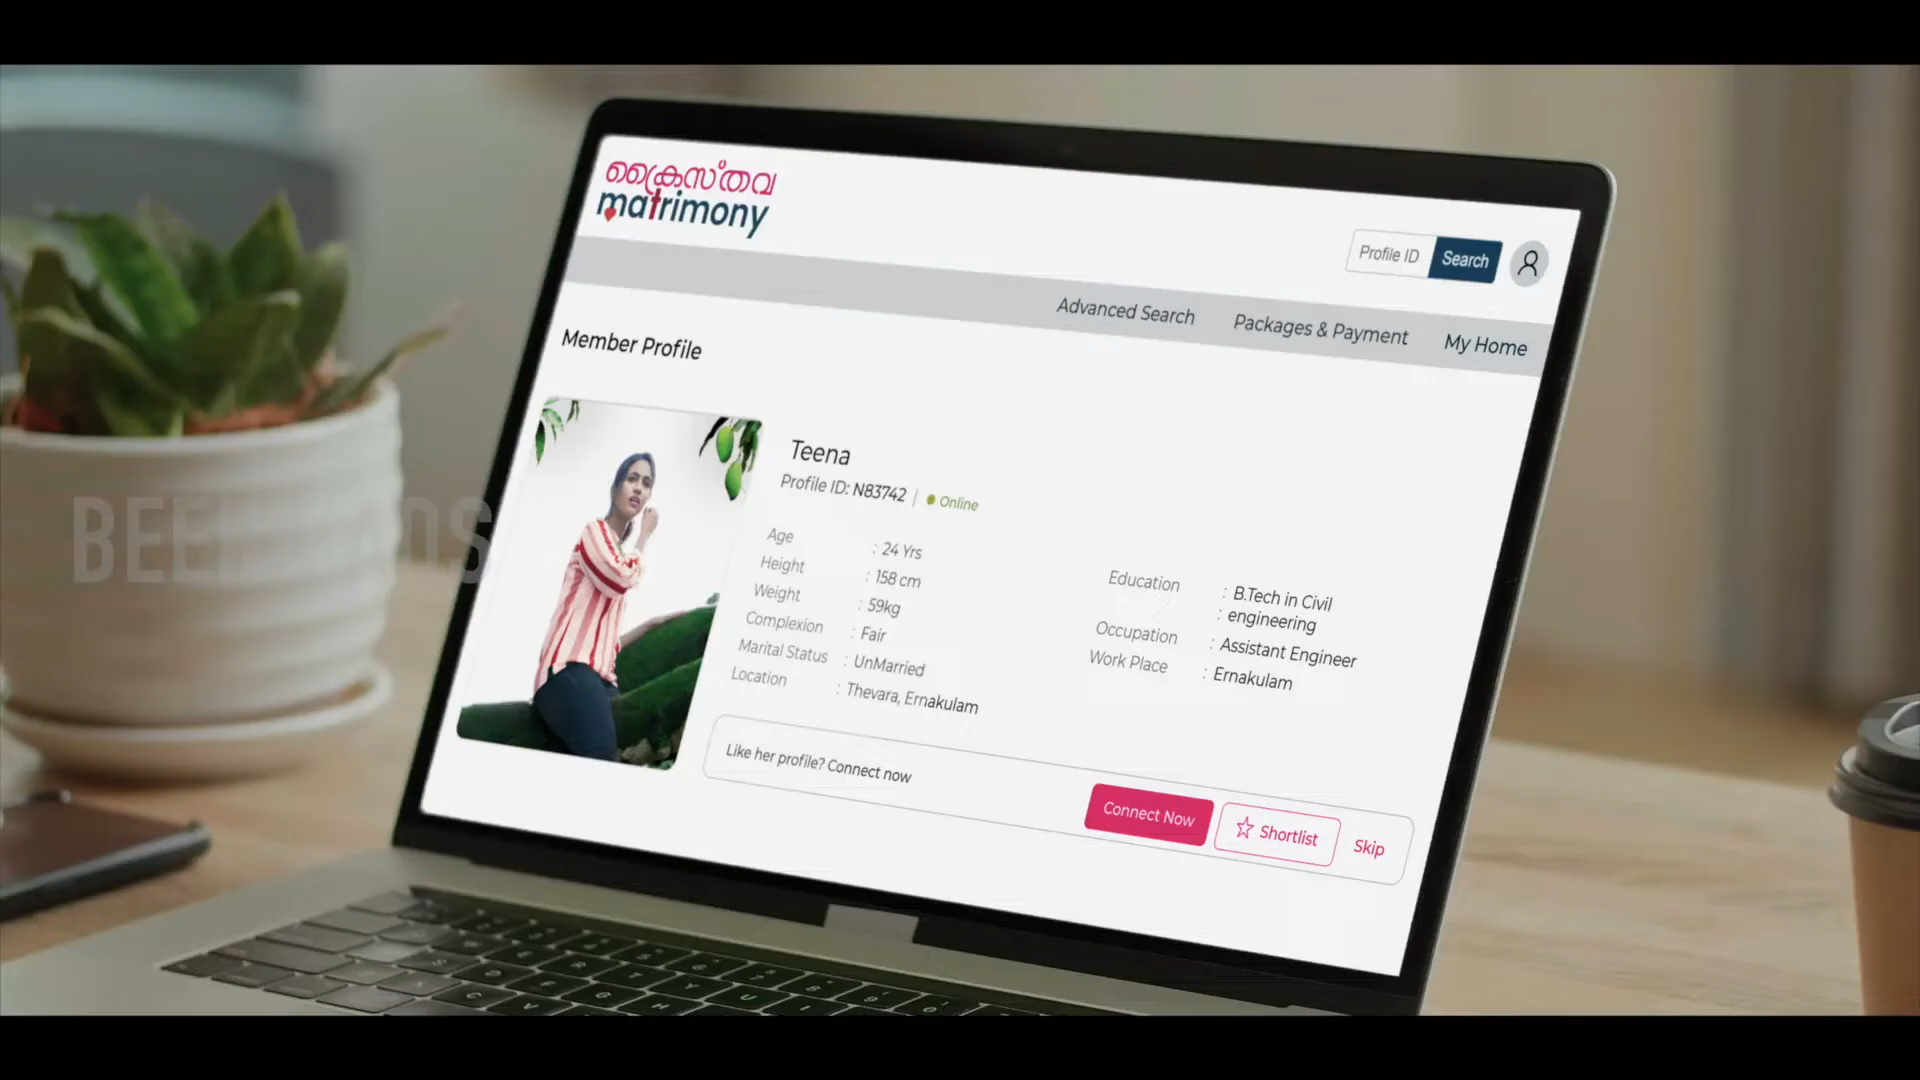 ക്രൈസ്തവ
matrimony
Profile ID Search
Advanced Search Packages & Payment My Home
Member Profile
Teena
Profile ID: N83742 | Online
Age : 24 Yrs
Height : 158 cm
Weight : 59kg
Complexion : Fair
Marital Status : UnMarried
Location : Thevara, Ernakulam
Education : B.Tech in Civil
: engineering
Occupation : Assistant Engineer
Work Place : Ernakulam
Like her profile? Connect now
Connect Now Shortlist Skip